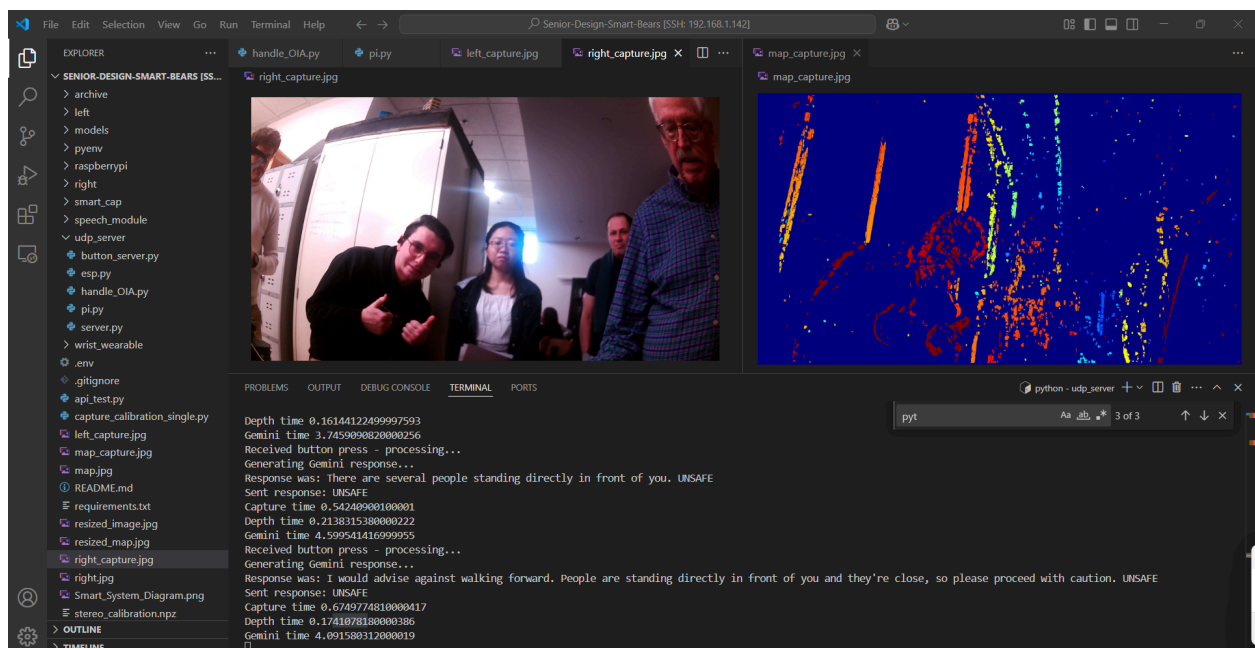 File Edit Selection View Go Run Terminal Help
Senior-Design-Smart-Bears [SSH: 192.168.1.142]
EXPLORER
SENIOR-DESIGN-SMART-BEARS [SS...
archive
left
models
pyenv
raspberrypi
right
smart_cap
speech_module
udp_server
button_server.py
esp.py
handle_OIA.py
pi.py
server.py
wrist_wearable
.env
.gitignore
api_test.py
capture_calibration_single.py
left_capture.jpg
map_capture.jpg
map.jpg
README.md
requirements.txt
resized_image.jpg
resized_map.jpg
right_capture.jpg
right.jpg
Smart_System_Diagram.png
stereo_calibration.npz
OUTLINE
TIMELINE
handle_OIA.py pi.py left_capture.jpg right_capture.jpg
right_capture.jpg
map_capture.jpg
map_capture.jpg
PROBLEMS OUTPUT DEBUG CONSOLE TERMINAL PORTS
python - udp_server
pyt Aa ab 3 of 3
Depth time 0.16144122499997593
Gemini time 3.7459090820000256
Received button press - processing...
Generating Gemini response...
Response was: There are several people standing directly in front of you. UNSAFE
Sent response: UNSAFE
Capture time 0.54240900100001
Depth time 0.2138315380000222
Gemini time 4.599541416999955
Received button press - processing...
Generating Gemini response...
Response was: I would advise against walking forward. People are standing directly in front of you and they're close, so please proceed with caution. UNSAFE
Sent response: UNSAFE
Capture time 0.6749774810000417
Depth time 0.1741078180000386
Gemini time 4.091580312000019